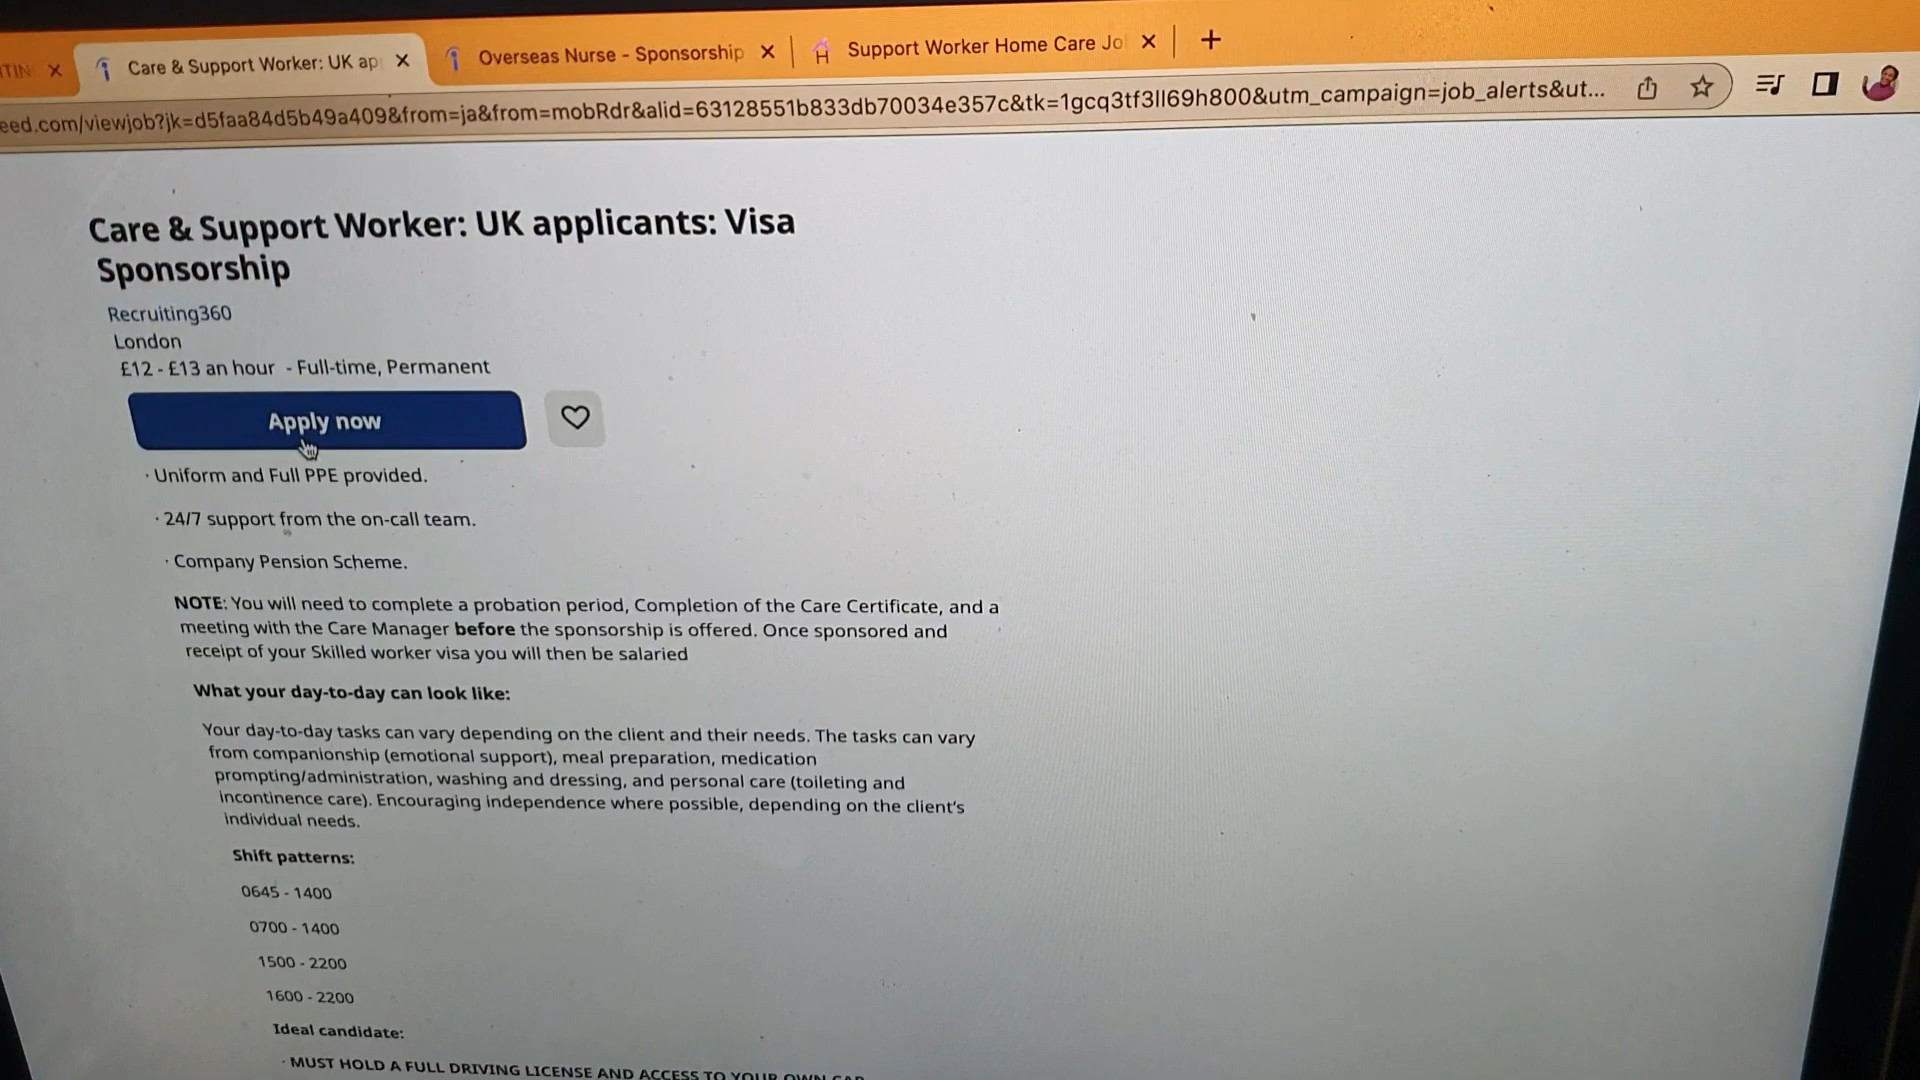 TIN
Care & Support Worker: UK ap
Overseas Nurse - Sponsorship
Support Worker Home Care Jo
eed.com/viewjob?jk=d5faa84d5b49a409&from=ja&from=mobRdr&alid=63128551b833db70034e357c&tk=1gcq3tf3ll69h800&utm_campaign=job_alerts&ut...
Care & Support Worker: UK applicants: Visa
Sponsorship
Recruiting360
London
£12 - £13 an hour - Full-time, Permanent
Apply now
· Uniform and Full PPE provided.
· 24/7 support from the on-call team.
· Company Pension Scheme.
NOTE: You will need to complete a probation period, Completion of the Care Certificate, and a
meeting with the Care Manager before the sponsorship is offered. Once sponsored and
receipt of your Skilled worker visa you will then be salaried
What your day-to-day can look like:
Your day-to-day tasks can vary depending on the client and their needs. The tasks can vary
from companionship (emotional support), meal preparation, medication
prompting/administration, washing and dressing, and personal care (toileting and
incontinence care). Encouraging independence where possible, depending on the client's
individual needs.
Shift patterns:
0645 - 1400
0700 - 1400
1500 - 2200
1600 - 2200
Ideal candidate:
· MUST HOLD A FULL DRIVING LICENSE AND ACCESS TO YOUR OWN CAR